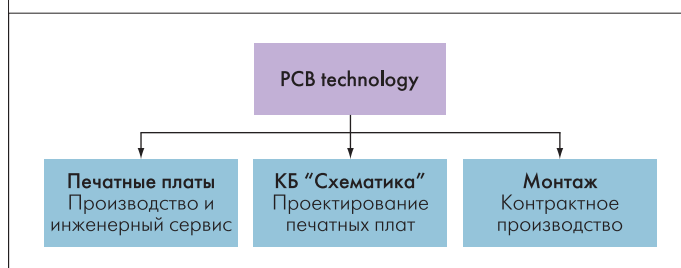 PCB technology
Печатные платы
Производство и
инженерный сервис
КБ “Схематика”
Проектирование
печатных плат
Монтаж
Контрактное
производство